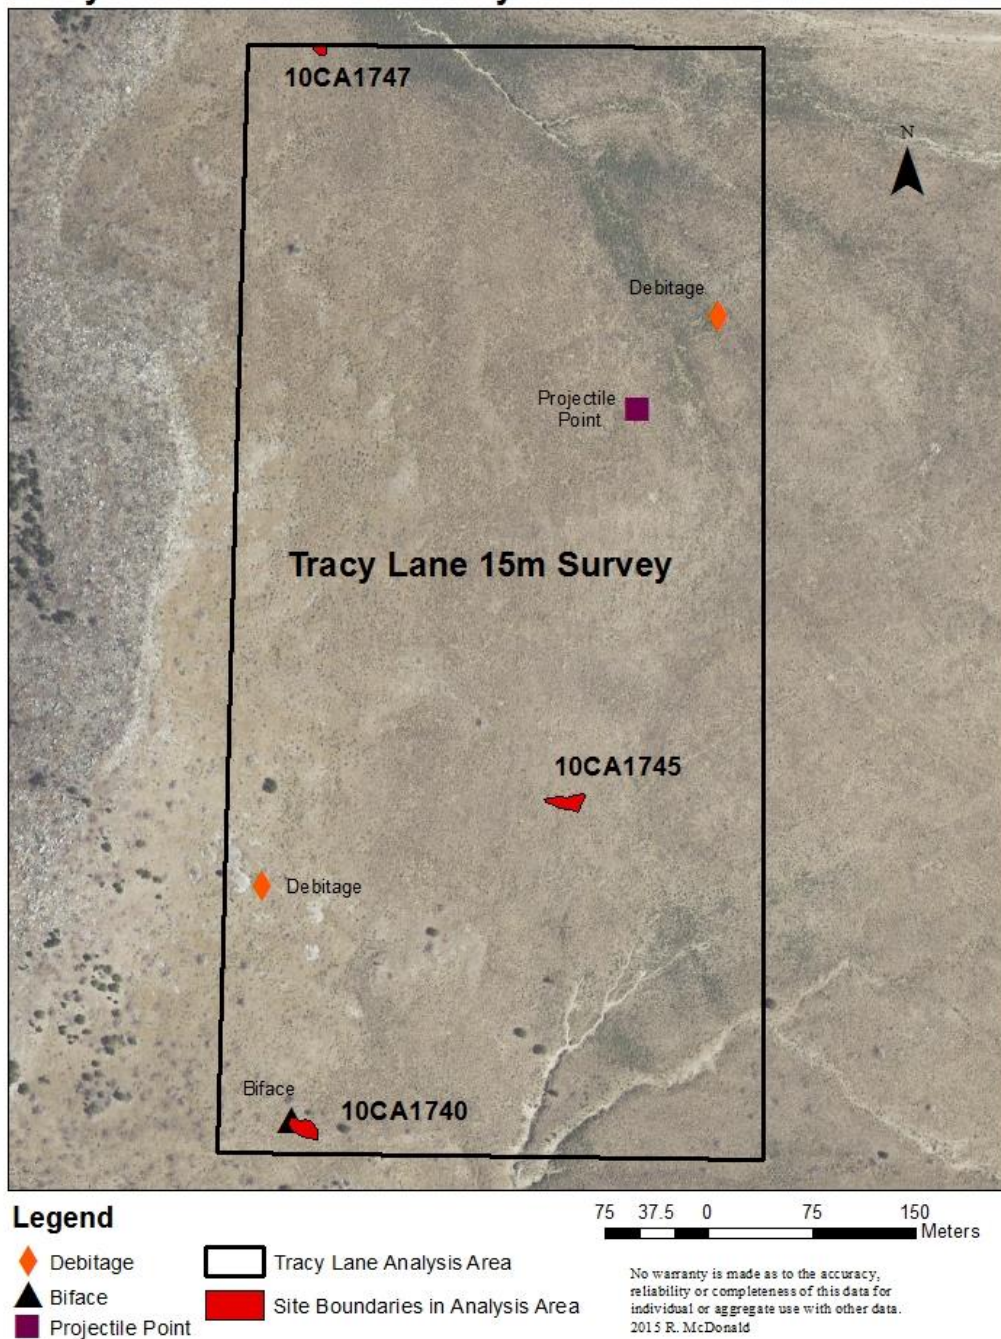 10CA1747
N
Debitage
Projectile
Point
Tracy Lane 15m Survey
10CA1745
Debitage
Biface
10CA1740
Legend
Debitage
Biface
Projectile Point
Tracy Lane Analysis Area
Site Boundaries in Analysis Area
75 37.5 0 75 150
Meters
No warranty is made as to the accuracy,
reliability or completeness of this data for
individual or aggregate use with other data.
2015 R. McDonald